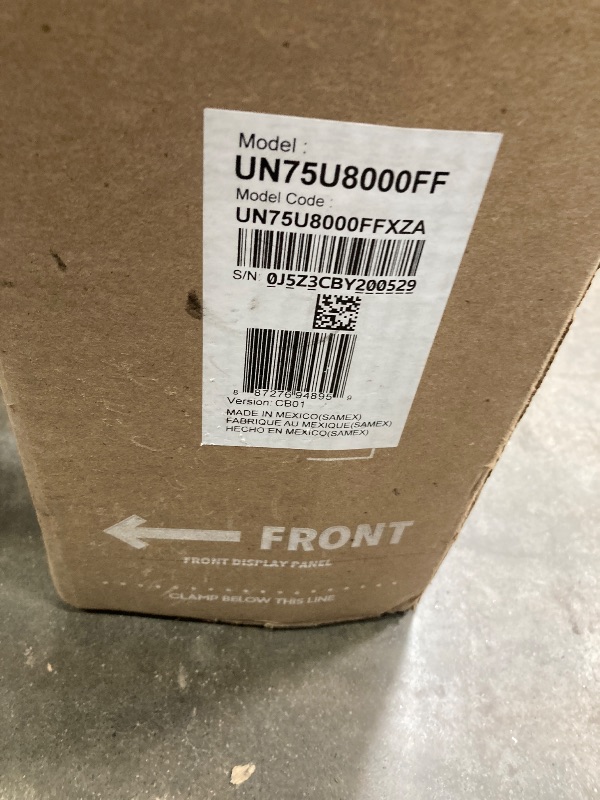 Model :
UN75U8000FF
Model Code :
UN75U8000FFXZA
S/N: 0J5Z3CBY200529
8 87276 94895 9
Version: CB01
MADE IN MEXICO(SAMEX)
FABRIQUE AU MEXIQUE(SAMEX)
HECHO EN MEXICO(SAMEX)
FRONT
FRONT DISPLAY PANEL
CLAMP BELOW THIS LINE